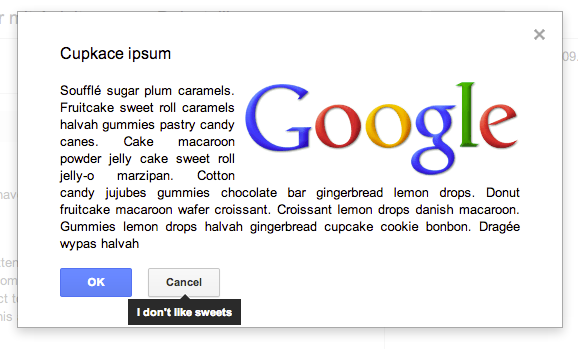 Cupkace ipsum
Soufflé sugar plum caramels.
Fruitcake sweet roll caramels
halvah gummies pastry candy
canes. Cake macaroon
powder jelly cake sweet roll
jelly-o marzipan. Cotton
Google
candy jujubes gummies chocolate bar gingerbread lemon drops. Donut
fruitcake macaroon wafer croissant. Croissant lemon drops danish macaroon.
Gummies lemon drops halvah gingerbread cupcake cookie bonbon. Dragée
wypas halvah
OK
Cancel
I don't like sweets
09.